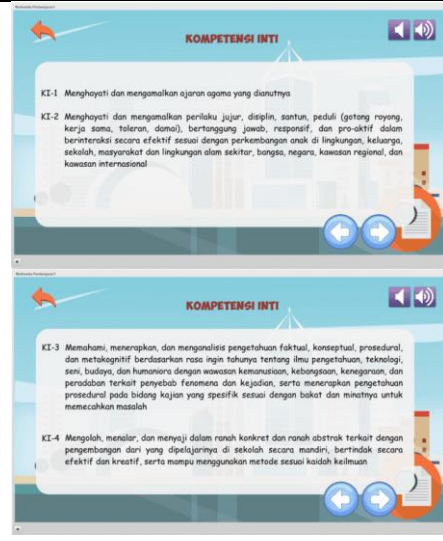 Multimedia Pembelajaran 1
KOMPETENSI INTI
KI-1 Menghayati dan mengamalkan ajaran agama yang dianutnya
KI-2 Menghayati dan mengamalkan perilaku jujur, disiplin, santun, peduli (gotong royong,
kerja sama, toleran, damai), bertanggung jawab, responsif, dan pro-aktif dalam
berinteraksi secara efektif sesuai dengan perkembangan anak di lingkungan, keluarga,
sekolah, masyarakat dan lingkungan alam sekitar, bangsa, negara, kawasan regional, dan
kawasan internasional
KOMPETENSI INTI
KI-3 Memahami, menerapkan, dan menganalisis pengetahuan faktual, konseptual, prosedural,
dan metakognitif berdasarkan rasa ingin tahunya tentang ilmu pengetahuan, teknologi,
seni, budaya, dan humaniora dengan wawasan kemanusiaan, kebangsaan, kenegaraan, dan
peradaban terkait penyebab fenomena dan kejadian, serta menerapkan pengetahuan
prosedural pada bidang kajian yang spesifik sesuai dengan bakat dan minatnya untuk
memecahkan masalah
KI-4 Mengolah, menalar, dan menyaji dalam ranah konkret dan ranah abstrak terkait dengan
pengembangan dari yang dipelajarinya di sekolah secara mandiri, bertindak secara
efektif dan kreatif, serta mampu menggunakan metode sesuai kaidah keilmuan